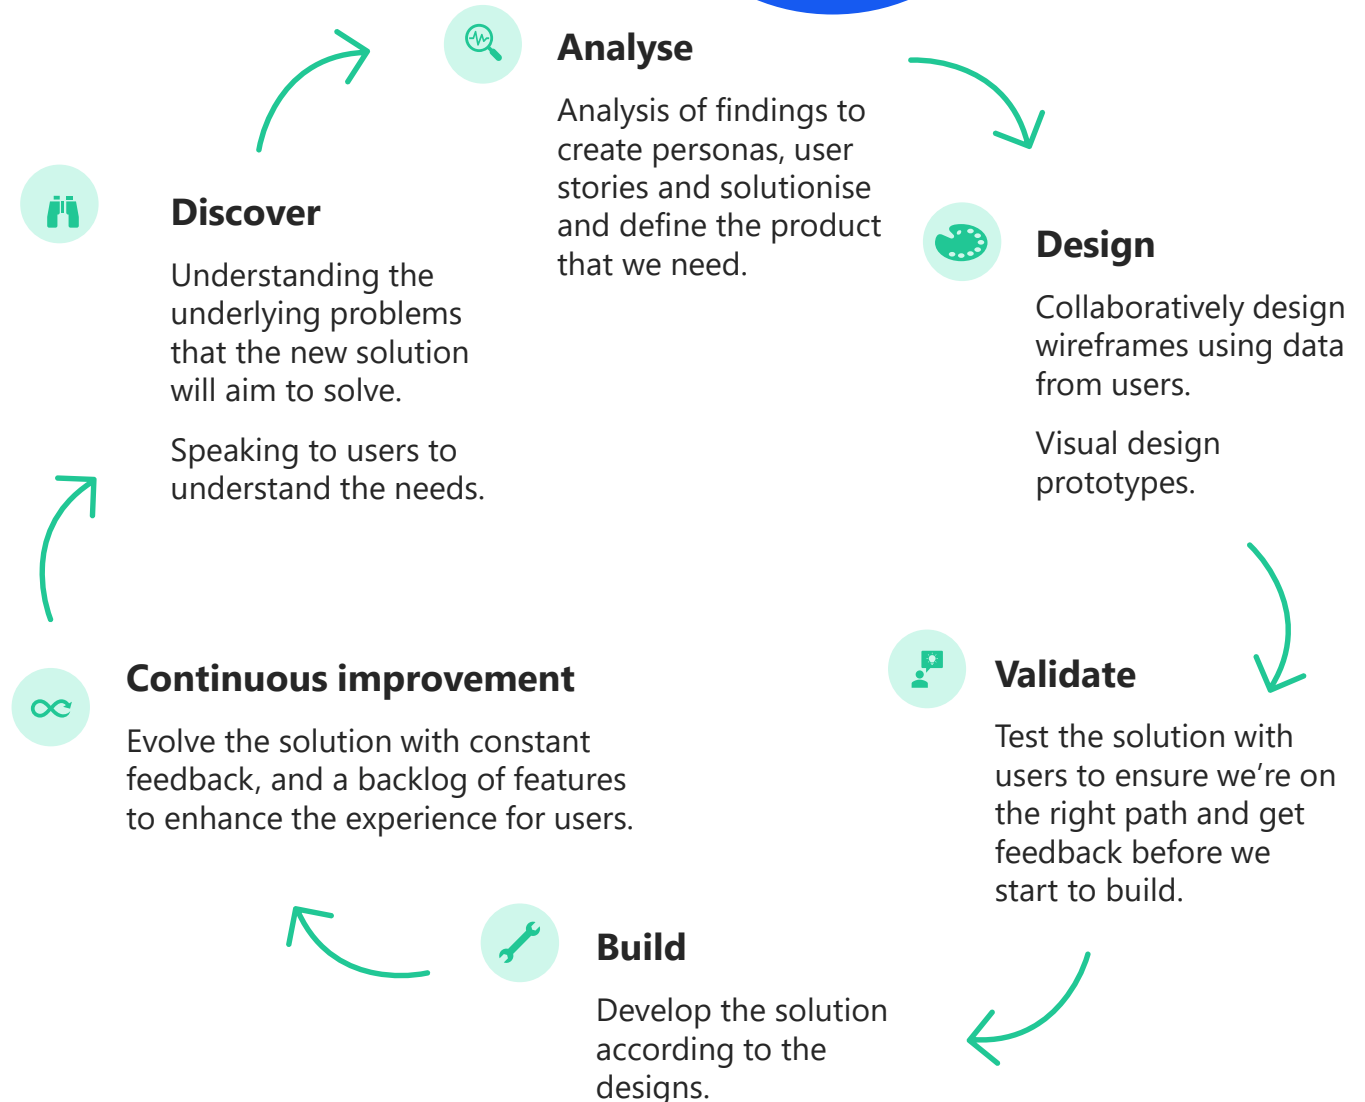 Analyse
Analysis of findings to
create personas, user
stories and solutionise
and define the product
that we need.
Discover
Understanding the
underlying problems
that the new solution
will aim to solve.
Speaking to users to
understand the needs.
Design
Collaboratively design
wireframes using data
from users.
Visual design
prototypes.
Continuous improvement
Evolve the solution with constant
feedback, and a backlog of features
to enhance the experience for users.
Validate
Test the solution with
users to ensure we’re on
the right path and get
feedback before we
start to build.
Build
Develop the solution
according to the
designs.